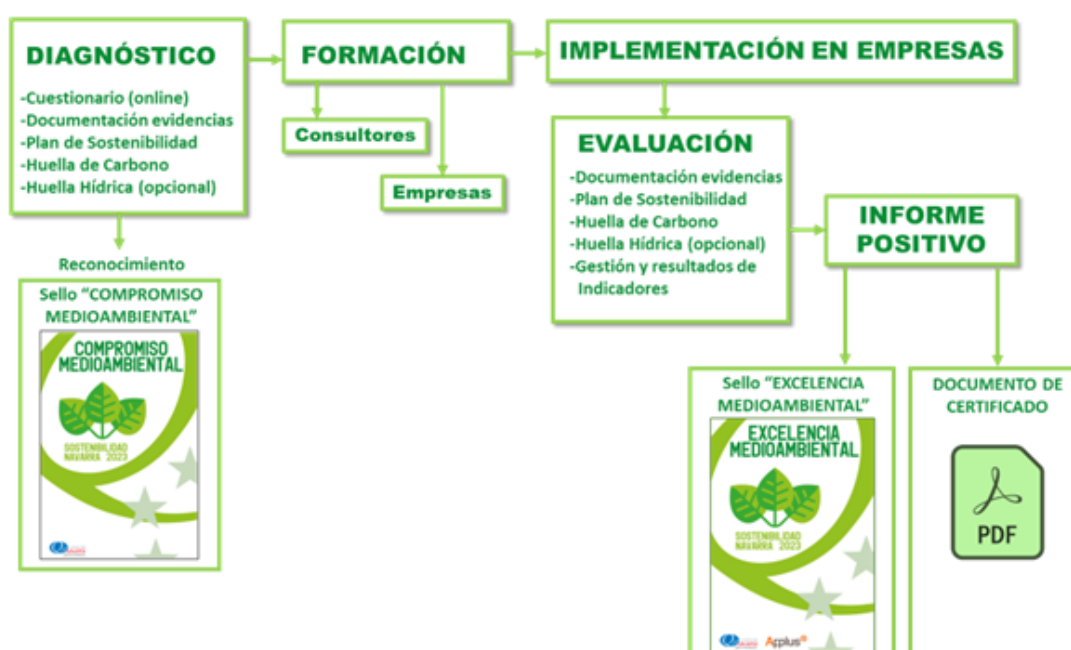 DIAGNÓSTICO
-Cuestionario (online)
-Documentación evidencias
-Plan de Sostenibilidad
-Huella de Carbono
-Huella Hídrica (opcional)
FORMACIÓN
Consultores
Empresas
IMPLEMENTACIÓN EN EMPRESAS
EVALUACIÓN
-Documentación evidencias
-Plan de Sostenibilidad
-Huella de Carbono
-Huella Hídrica (opcional)
-Gestión y resultados de
Indicadores
INFORME
POSITIVO
Reconocimiento
Sello "COMPROMISO
MEDIOAMBIENTAL"
COMPROMISO
MEDIOAMBIENTAL
SOSTENIBILIDAD
NAVARRA 2023
Sello "EXCELENCIA
MEDIOAMBIENTAL"
EXCELENCIA
MEDIOAMBIENTAL
SOSTENIBILIDAD
NAVARRA 2023
Applus⊕
DOCUMENTO DE
CERTIFICADO
PDF